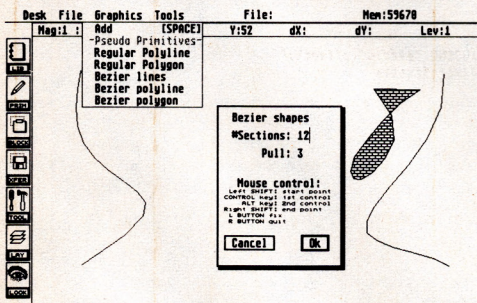 Desk File Graphics Tools File: Mem:59670
Mag:1 : Y:52 dX: dY: Lev:1
Add [SPACE]
-Pseudo Primitives-
Regular Polyline
Regular Polygon
Bezier lines
Bezier polyline
Bezier polygon
LIB
PRIM
BLOCK
OPER
TOOL
LAY
LOOK
Bezier shapes
#Sections: 12
Pull: 3
Mouse control:
Left SHIFT: start point
CONTROL key: 1st control
ALT key: 2nd control
Right SHIFT: end point
L BUTTON fix
R BUTTON quit
Cancel Ok